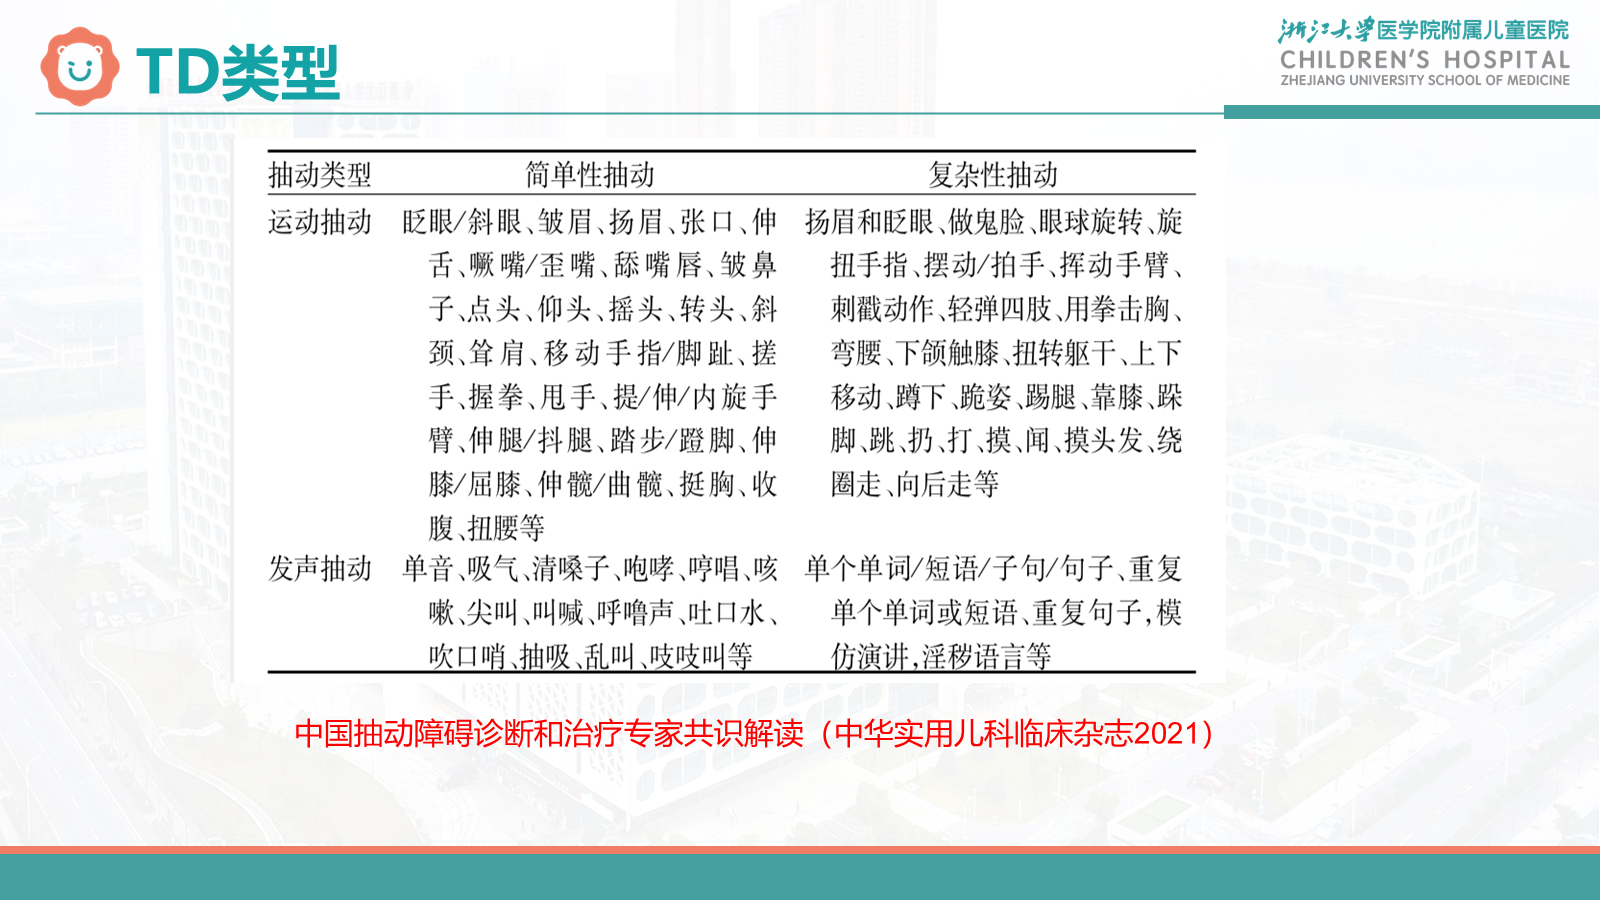 TD类型
浙江大学医学院附属儿童医院
CHILDREN'S HOSPITAL
ZHEJIANG UNIVERSITY SCHOOL OF MEDICINE
抽动类型 简单性抽动 复杂性抽动
运动抽动 眨眼/斜眼、皱眉、扬眉、张口、伸 扬眉和眨眼、做鬼脸、眼球旋转、旋
舌、噘嘴/歪嘴、舔嘴唇、皱鼻 扭手指、摆动/拍手、挥动手臂、
子、点头、仰头、摇头、转头、斜 刺戳动作、轻弹四肢、用拳击胸、
颈、耸肩、移动手指/脚趾、搓 弯腰、下颌触膝、扭转躯干、上下
手、握拳、甩手、提/伸/内旋手 移动、蹲下、跪姿、踢腿、靠膝、跺
臂、伸腿/抖腿、踏步/蹬脚、伸 脚、跳、扔、打、摸、闻、摸头发、绕
膝/屈膝、伸髋/曲髋、挺胸、收 圈走、向后走等
腹、扭腰等
发声抽动 单音、吸气、清嗓子、咆哮、哼唱、咳 单个单词/短语/子句/句子、重复
嗽、尖叫、叫喊、呼噜声、吐口水、 单个单词或短语、重复句子,模
吹口哨、抽吸、乱叫、吱吱叫等 仿演讲,淫秽语言等
中国抽动障碍诊断和治疗专家共识解读（中华实用儿科临床杂志2021）